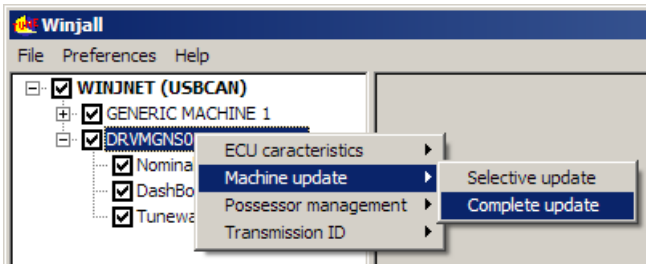 Winjall
File Preferences Help
WINJNET (USBCAN)
GENERIC MACHINE 1
DRVMGNS0
ECU caracteristics
Nomina
Machine update
Selective update
DashBo
Possessor management
Complete update
Tunewa
Transmission ID